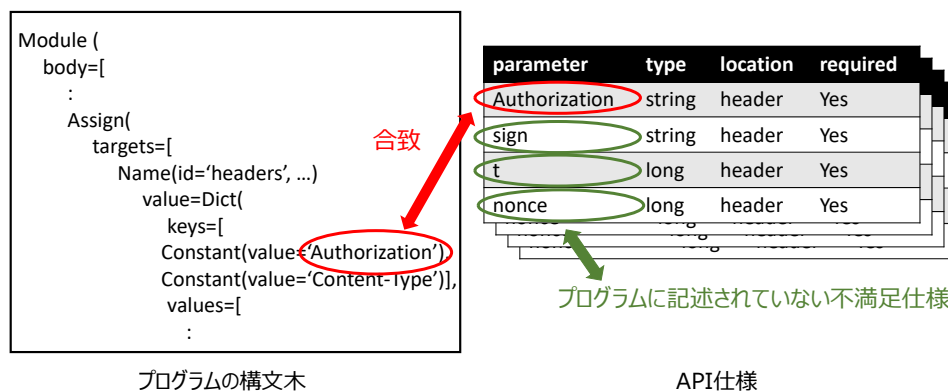 Module (
body=[
:
Assign(
targets=[
Name(id=‘headers’, …)
value=Dict(
keys=[
Constant(value=‘Authorization’),
Constant(value=‘Content-Type’)],
values=[
:
プログラムの構文木
合致
parameter type location required
Authorization string header Yes
sign string header Yes
t long header Yes
nonce long header Yes
プログラムに記述されていない不満足仕様
API仕様